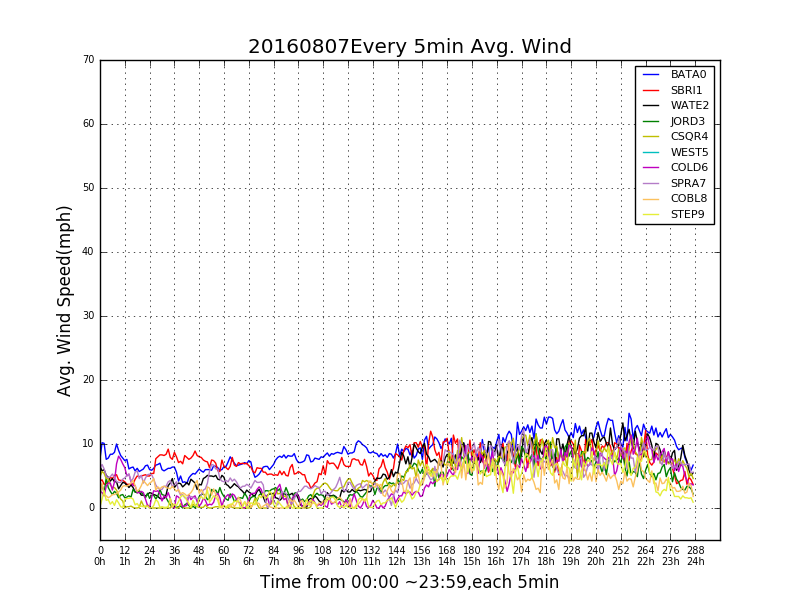 20160807Every 5min Avg. Wind
70
60
50
40
30
20
10
0
Avg. Wind Speed(mph)
BATA0
SBRI1
WATE2
JORD3
CSQR4
WEST5
COLD6
SPRA7
COBL8
STEP9
0 12 24 36 48 60 72 84 96 108 120 132 144 156 168 180 192 204 216 228 240 252 264 276 288
0h 1h 2h 3h 4h 5h 6h 7h 8h 9h 10h 11h 12h 13h 14h 15h 16h 17h 18h 19h 20h 21h 22h 23h 24h
Time from 00:00 ~23:59,each 5min